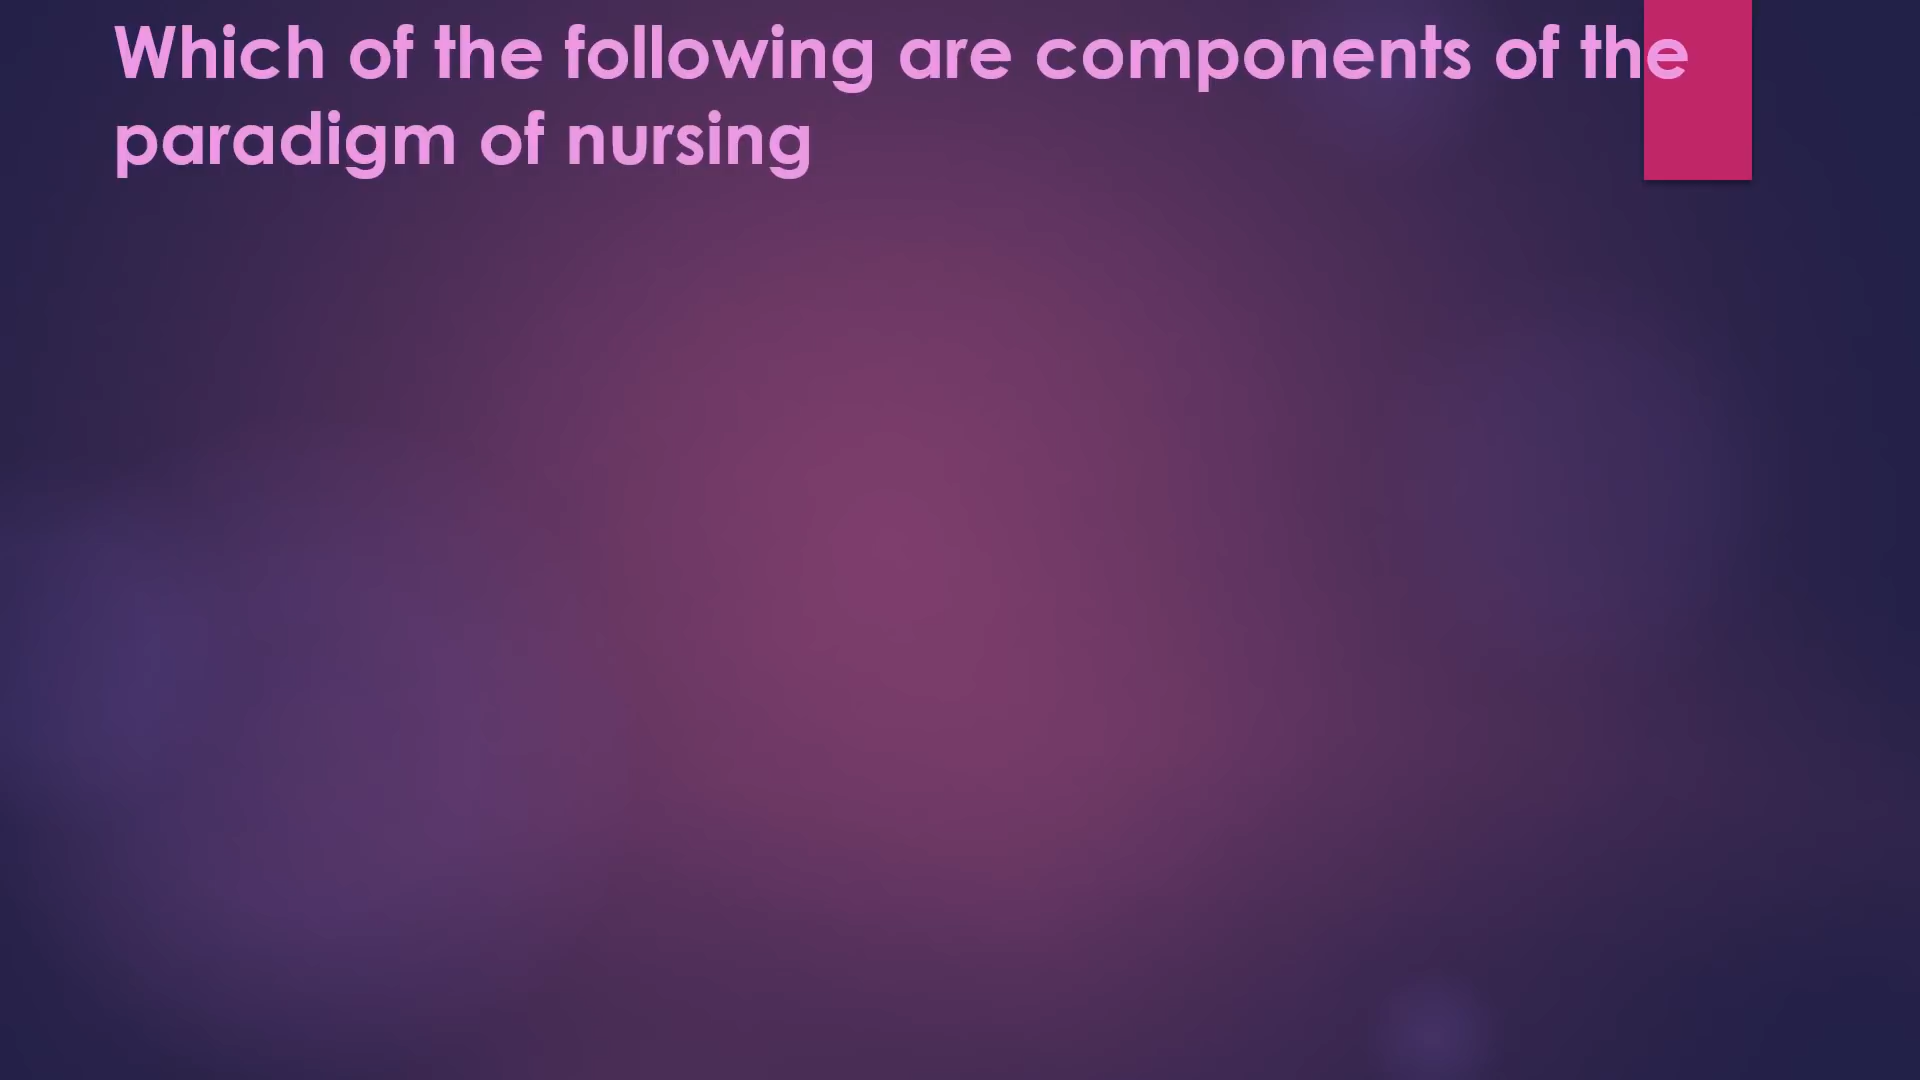 Which of the following are components of the
paradigm of nursing